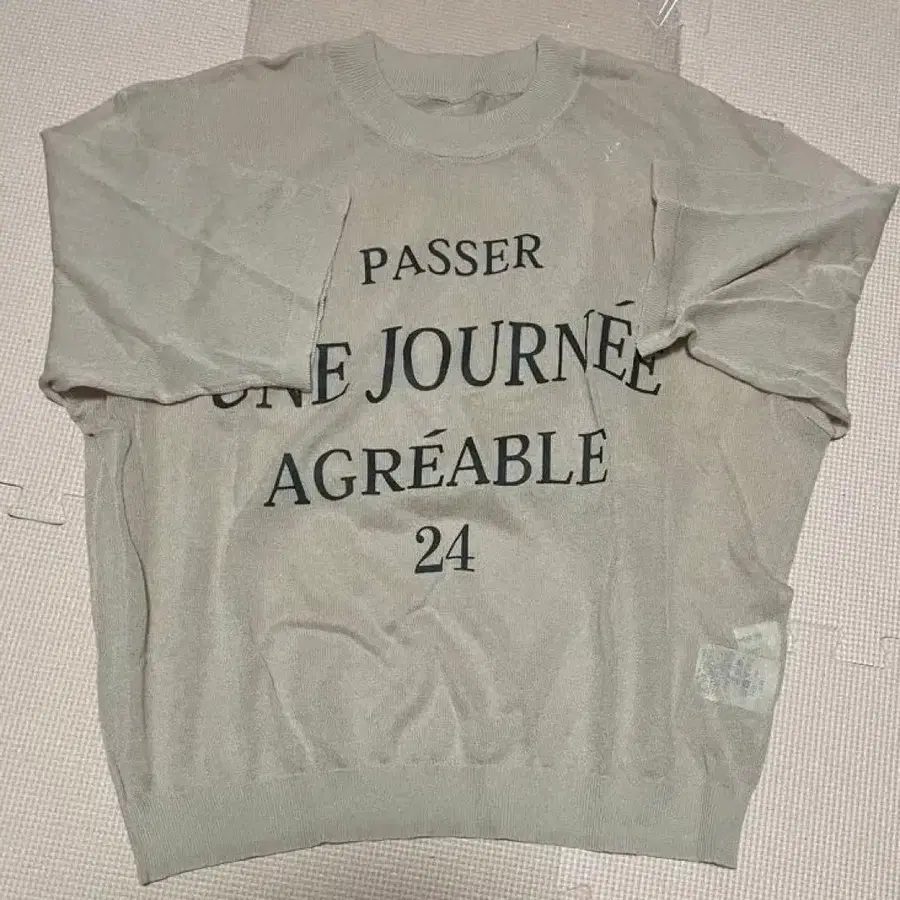 PASSER
UNE JOURNÉE
AGRÉABLE
24